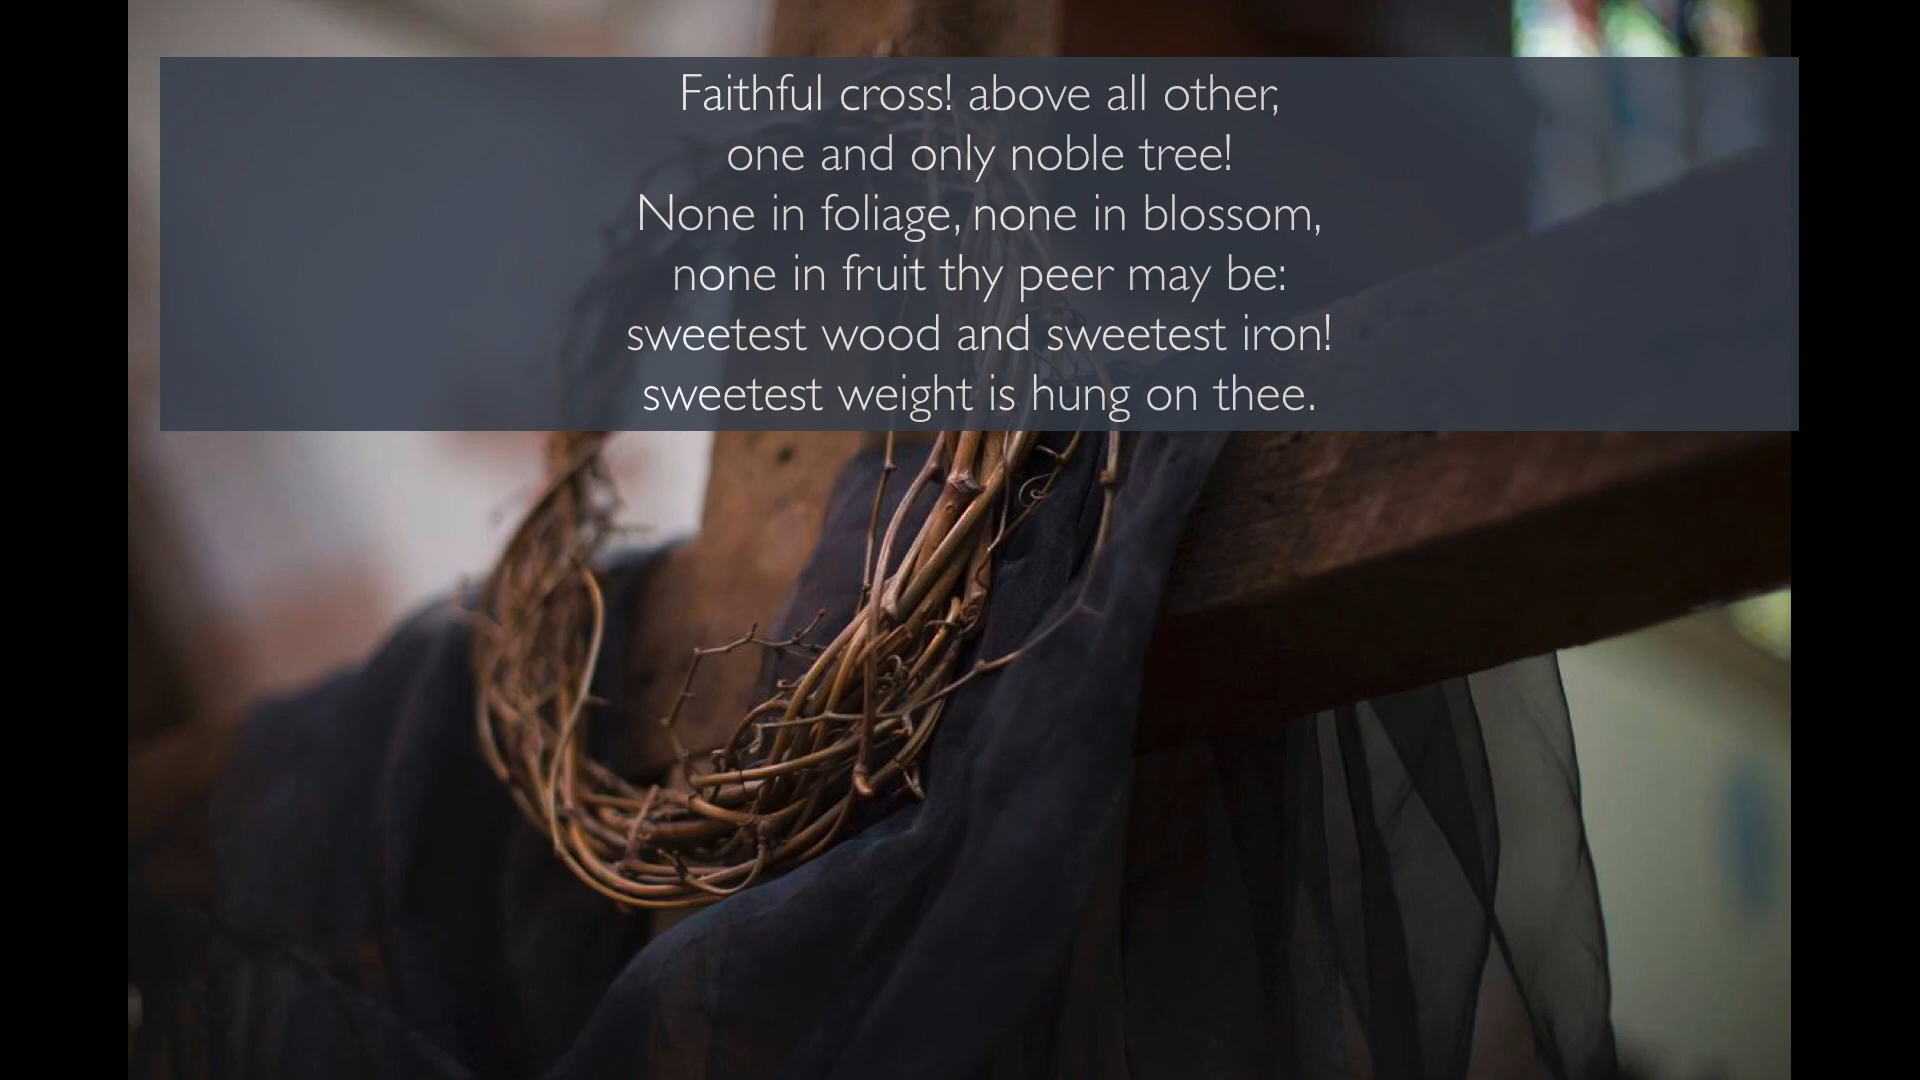 Faithful cross! above all other,
one and only noble tree!
None in foliage, none in blossom,
none in fruit thy peer may be:
sweetest wood and sweetest iron!
sweetest weight is hung on thee.